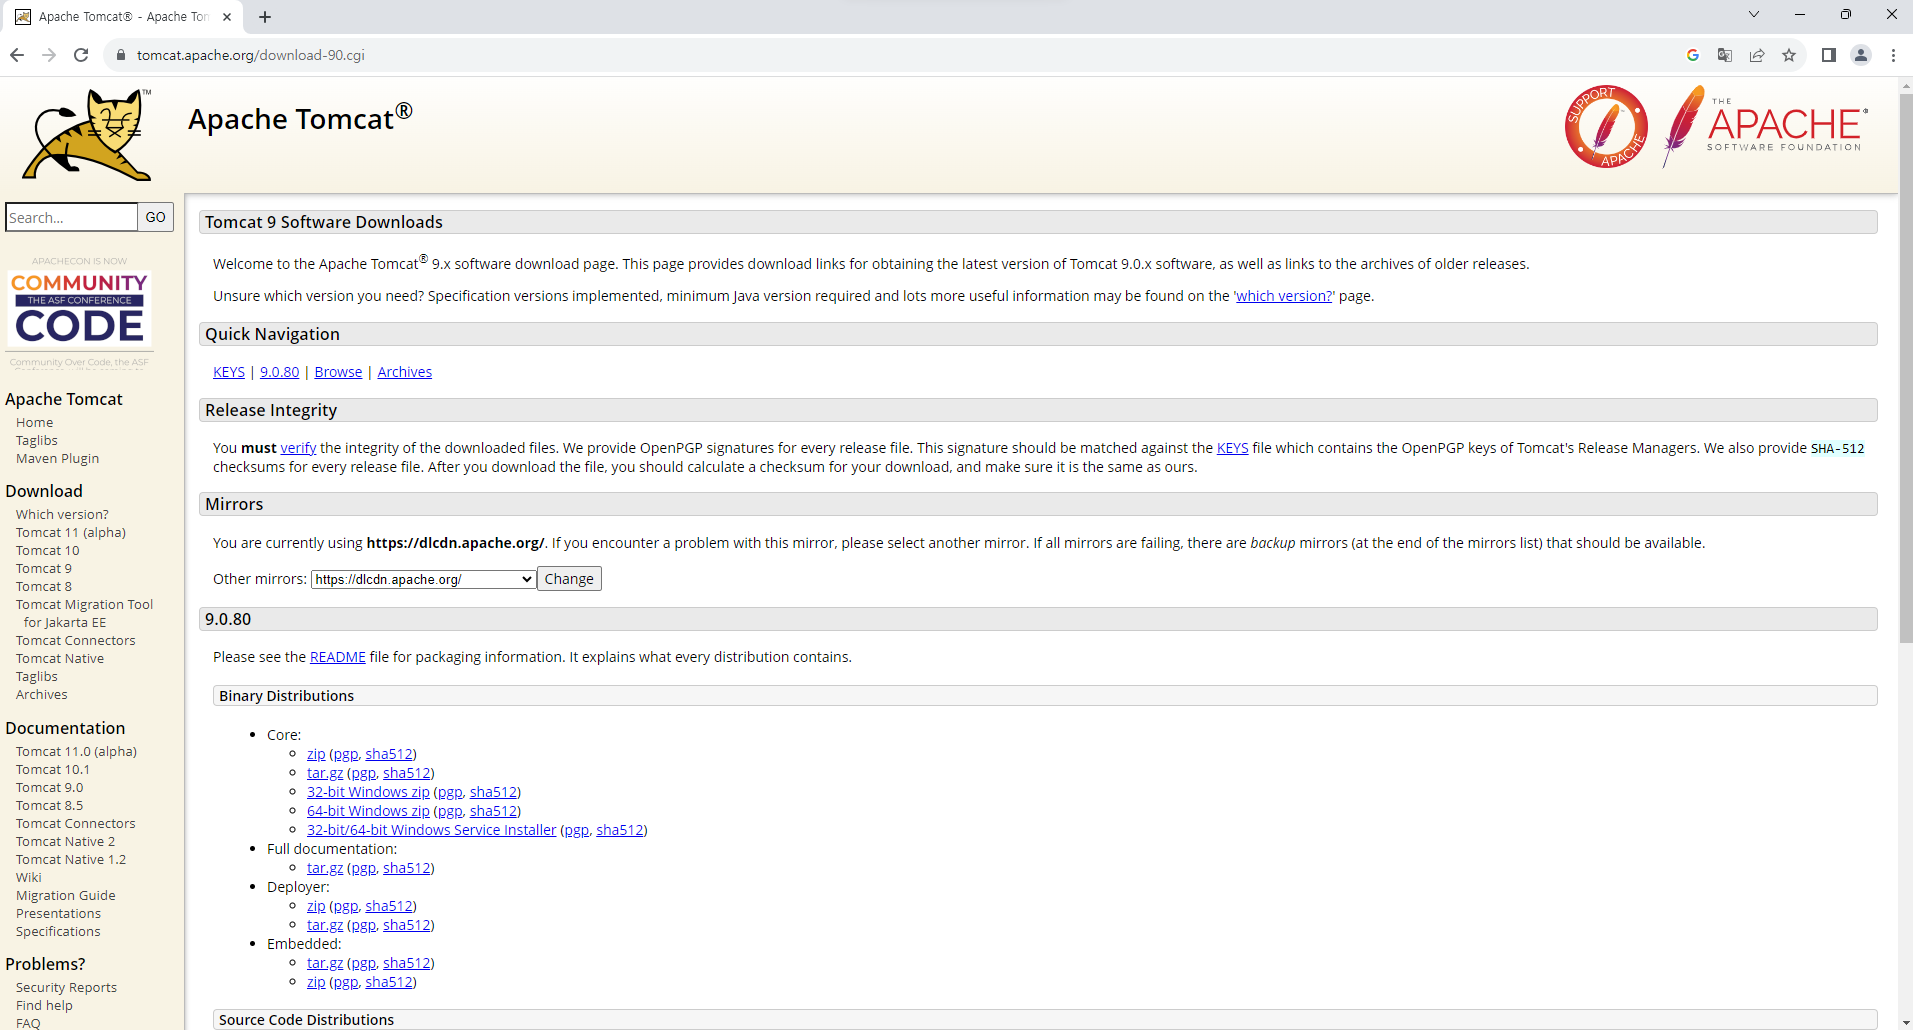 Apache Tomcat® - Apache Tom
tomcat.apache.org/download-90.cgi
TM
Apache Tomcat®
SUPPORT
APACHE
THE
APACHE
SOFTWARE FOUNDATION
Search...
GO
APACHECON IS NOW
COMMUNITY
THE ASF CONFERENCE
CODE
Community Over Code, the ASF
Apache Tomcat
Home
Taglibs
Maven Plugin
Download
Which version?
Tomcat 11 (alpha)
Tomcat 10
Tomcat 9
Tomcat 8
Tomcat Migration Tool
for Jakarta EE
Tomcat Connectors
Tomcat Native
Taglibs
Archives
Documentation
Tomcat 11.0 (alpha)
Tomcat 10.1
Tomcat 9.0
Tomcat 8.5
Tomcat Connectors
Tomcat Native 2
Tomcat Native 1.2
Wiki
Migration Guide
Presentations
Specifications
Problems?
Security Reports
Find help
FAQ
Tomcat 9 Software Downloads
Welcome to the Apache Tomcat® 9.x software download page. This page provides download links for obtaining the latest version of Tomcat 9.0.x software, as well as links to the archives of older releases.
Unsure which version you need? Specification versions implemented, minimum Java version required and lots more useful information may be found on the 'which version?' page.
Quick Navigation
KEYS | 9.0.80 | Browse | Archives
Release Integrity
You must verify the integrity of the downloaded files. We provide OpenPGP signatures for every release file. This signature should be matched against the KEYS file which contains the OpenPGP keys of Tomcat's Release Managers. We also provide SHA-512
checksums for every release file. After you download the file, you should calculate a checksum for your download, and make sure it is the same as ours.
Mirrors
You are currently using https://dlcdn.apache.org/. If you encounter a problem with this mirror, please select another mirror. If all mirrors are failing, there are backup mirrors (at the end of the mirrors list) that should be available.
Other mirrors: https://dlcdn.apache.org/ Change
9.0.80
Please see the README file for packaging information. It explains what every distribution contains.
Binary Distributions
Core:
zip (pgp, sha512)
tar.gz (pgp, sha512)
32-bit Windows zip (pgp, sha512)
64-bit Windows zip (pgp, sha512)
32-bit/64-bit Windows Service Installer (pgp, sha512)
Full documentation:
tar.gz (pgp, sha512)
Deployer:
zip (pgp, sha512)
tar.gz (pgp, sha512)
Embedded:
tar.gz (pgp, sha512)
zip (pgp, sha512)
Source Code Distributions